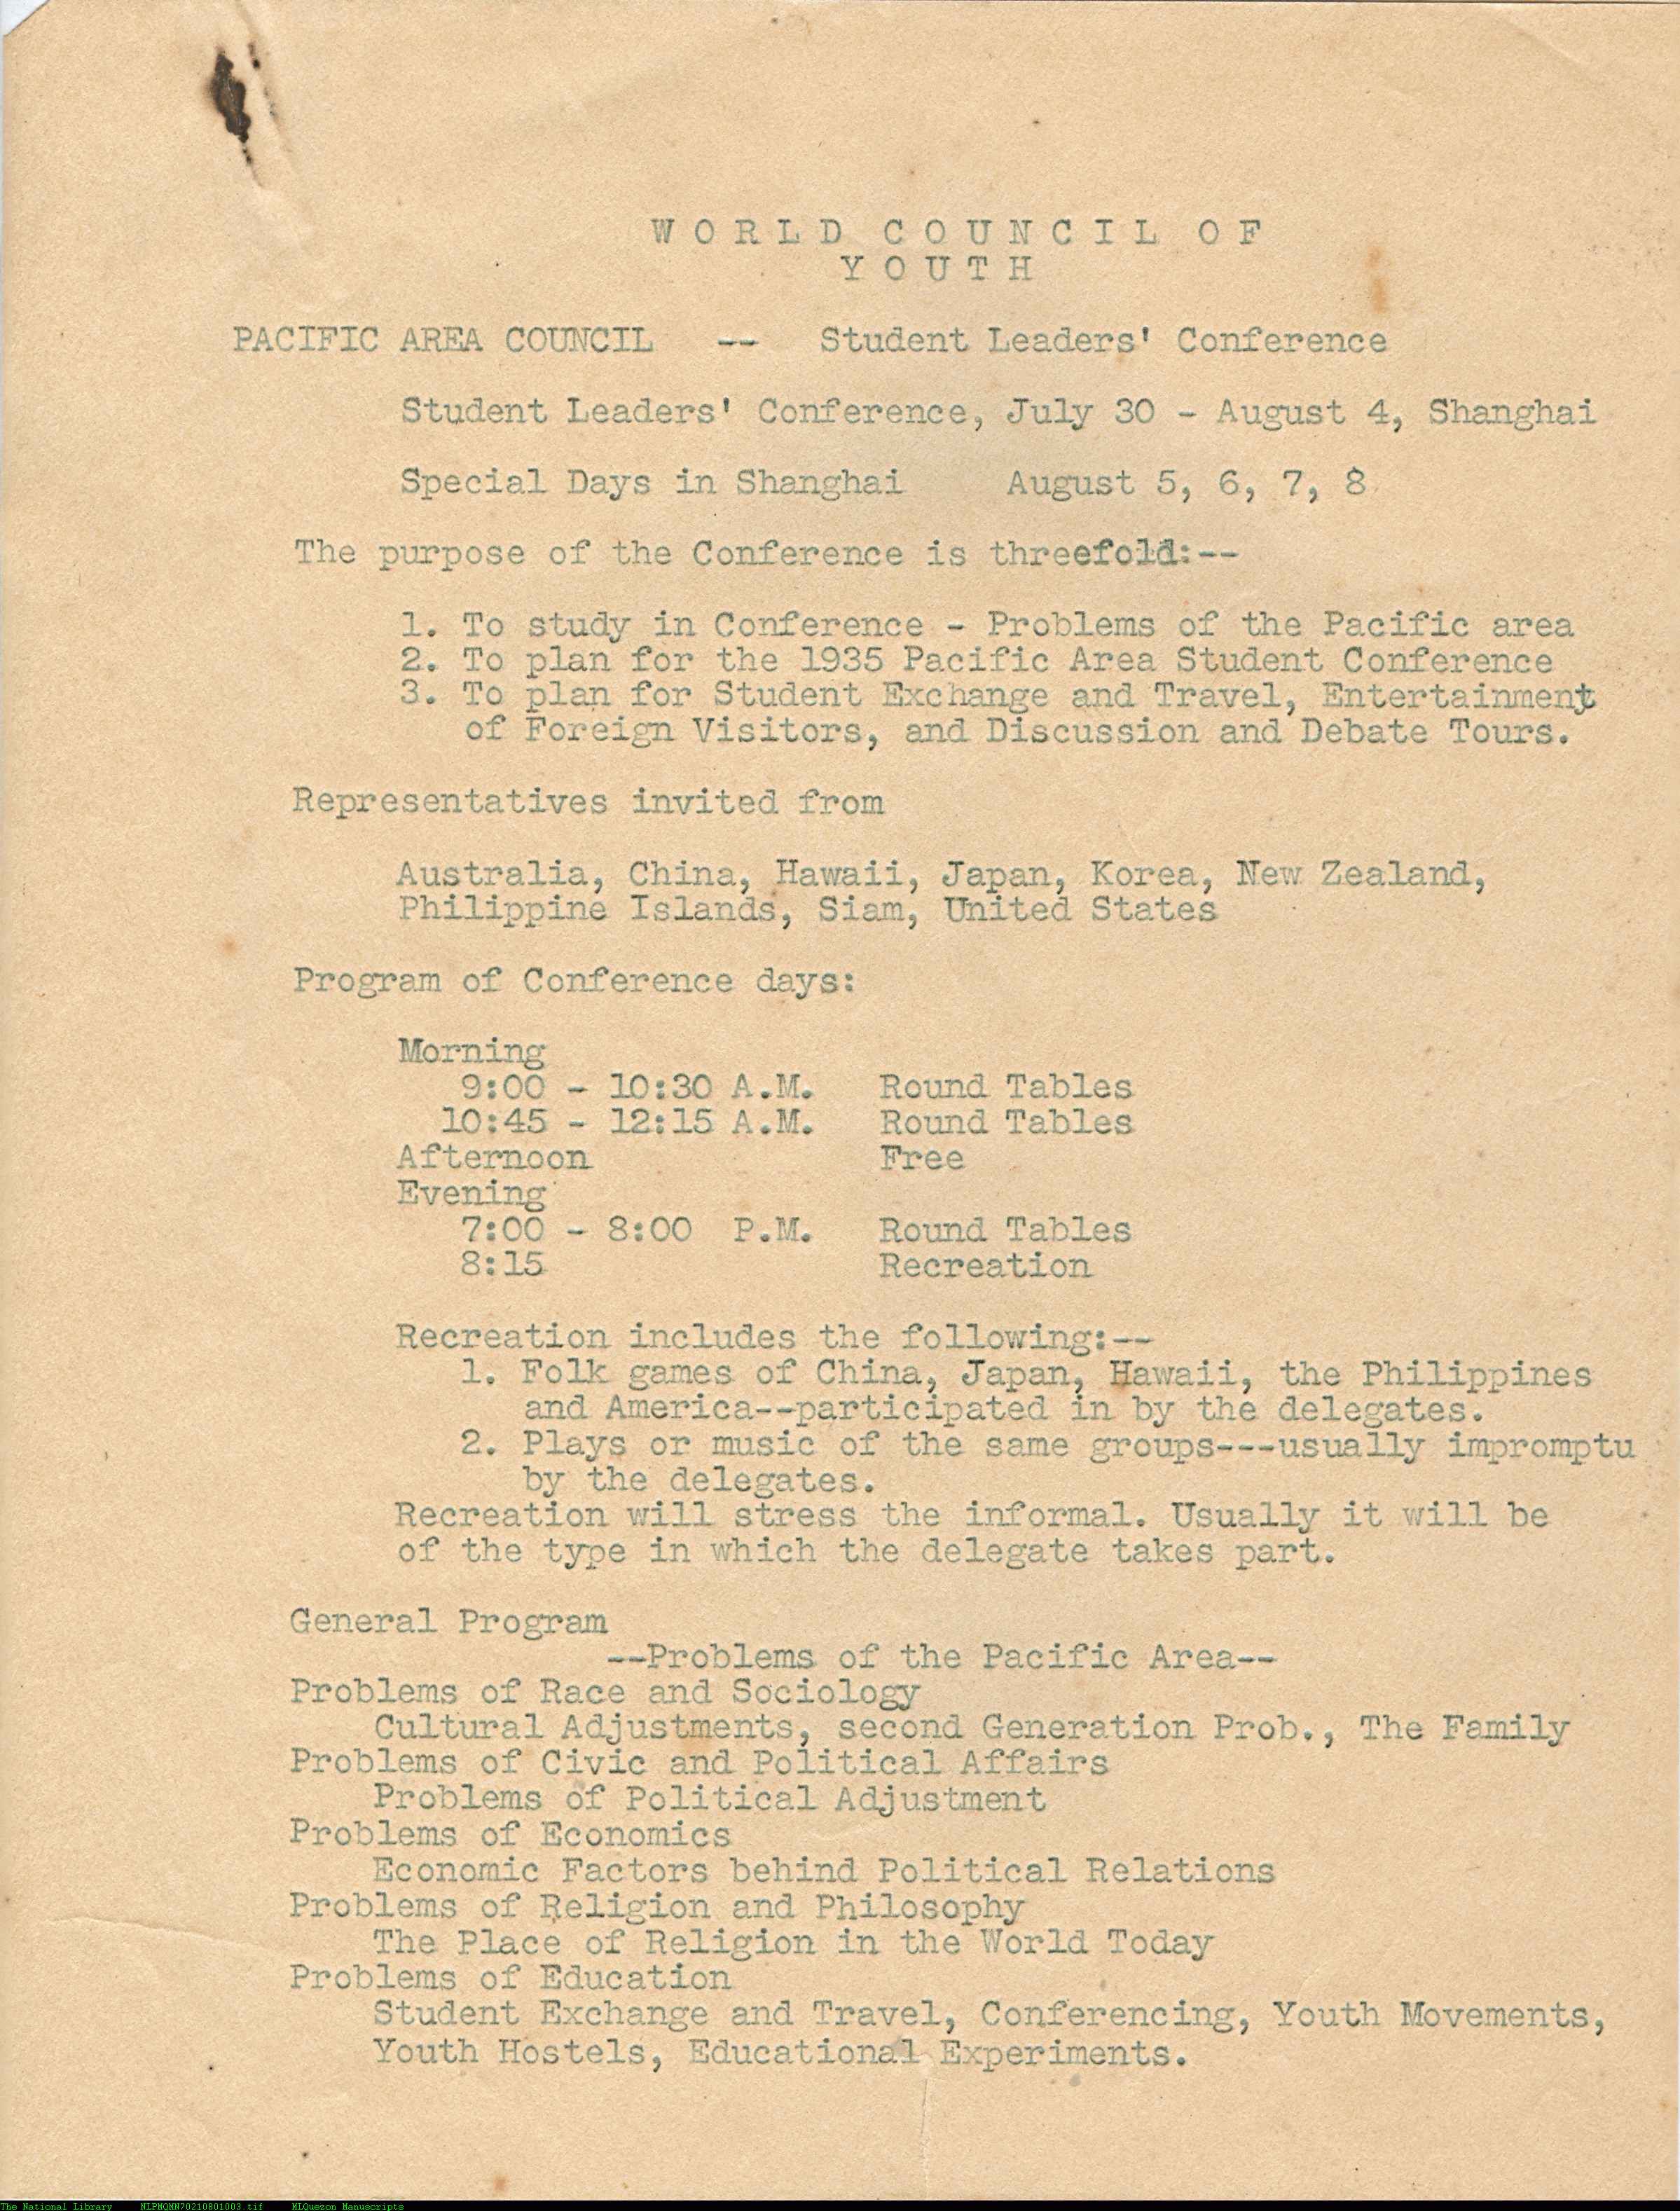 WORLD COUNCIL OF
YOUTH
PACIFIC AREA COUNCIL -- Student Leaders' Conference
Student Leaders' Conference, July 30 - August 4, Shanghai
Special Days in Shanghai August 5, 6, 7, 8
The purpose of the Conference is threefold:--
1. To study in Conference - Problems of the Pacific area
2. To plan for the 1935 Pacific Area Student Conference
3. To plan for Student Exchange and Travel, Entertainment
of Foreign Visitors, and Discussion and Debate Tours.
Representatives invited from
Australia, China, Hawaii, Japan, Korea, New Zealand,
Philippine Islands, Siam, United States
Program of Conference days:
Morning
9:00 - 10:30 A.M. Round Tables
10:45 - 12:15 A.M. Round Tables
Afternoon Free
Evening
7:00 - 8:00 P.M. Round Tables
8:15 Recreation
Recreation includes the following:--
1. Folk games of China, Japan, Hawaii, the Philippines
and America--participated in by the delegates.
2. Plays or music of the same groups---usually impromptu
by the delegates.
Recreation will stress the informal. Usually it will be
of the type in which the delegate takes part.
General Program
--Problems of the Pacific Area--
Problems of Race and Sociology
Cultural Adjustments, second Generation Prob., The Family
Problems of Civic and Political Affairs
Problems of Political Adjustment
Problems of Economics
Economic Factors behind Political Relations
Problems of Religion and Philosophy
The Place of Religion in the World Today
Problems of Education
Student Exchange and Travel, Conferencing, Youth Movements,
Youth Hostels, Educational Experiments.
The National Library NLPMQMN70210801003.tif MLQuezon Manuscripts